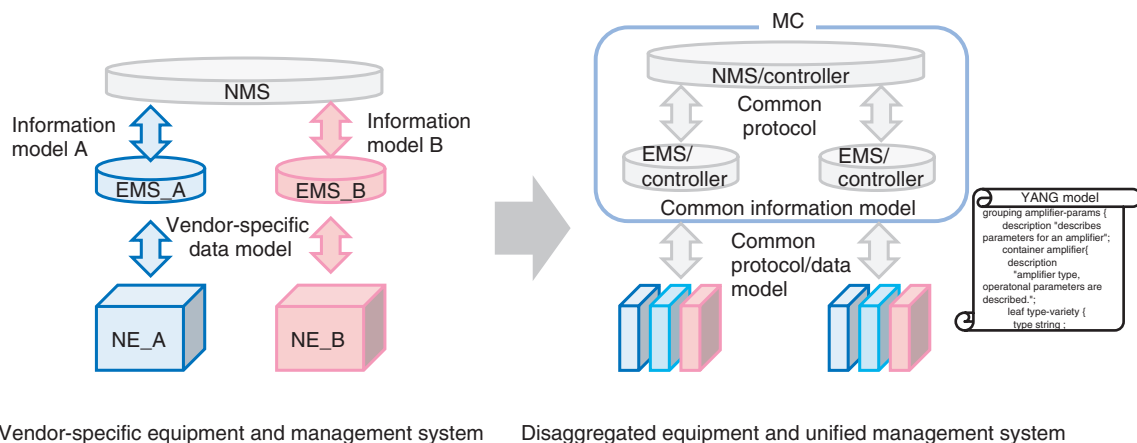 NMS
Information
model A
Information
model B
EMS_A
EMS_B
Vendor-specific
data model
NE_A
NE_B
Vendor-specific equipment and management system
MC
NMS/controller
Common
protocol
EMS/
controller
EMS/
controller
Common information model
Common
protocol/data
model
YANG model
grouping amplifier-params {
description "describes
parameters for an amplifier";
container amplifier{
description
"amplifier type,
operatonal parameters are
described.";
leaf type-variety {
type string ;
Disaggregated equipment and unified management system